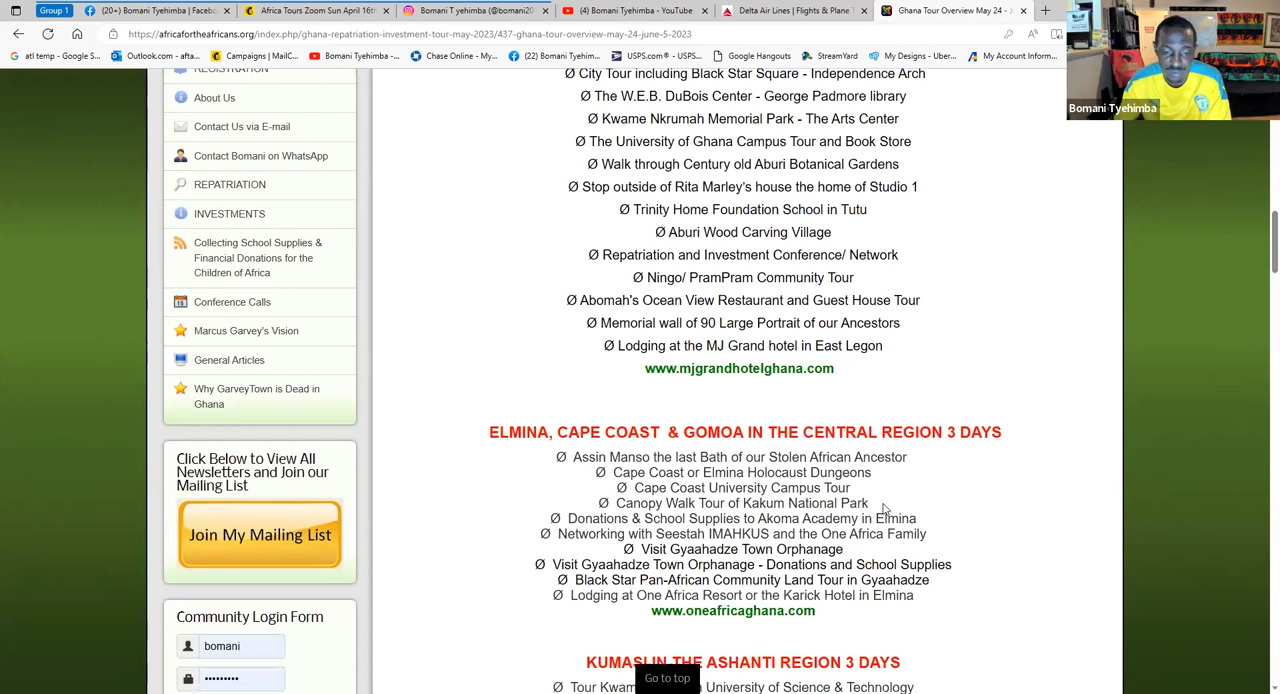 Group 1
(20+) Bomani Tyehimba | Facebook
Africa Tours Zoom Sun April 16th
Instagram
Bomani T yehimba (@bomani20
(4) Bomani Tyehimba - YouTube
Delta Air Lines | Flights & Plane T
Ghana Tour Overview May 24 - J
https://africafortheafricans.org/index.php/ghana-repatriation-investment-tour-may-2023/437-ghana-tour-overview-may-24-june-5-2023
atl temp - Google S...
Outlook.com - afta...
Campaigns | MailC...
Bomani Tyehimba -...
Chase Online - My...
(22) Bomani Tyehim...
USPS.com® - USPS...
Google Hangouts
StreamYard
My Designs - Uber...
My Account Inform...
Bomani Tyehimba
REGISTRATION
About Us
Contact Us via E-mail
Contact Bomani on WhatsApp
REPATRIATION
INVESTMENTS
Collecting School Supplies &
Financial Donations for the
Children of Africa
Conference Calls
Marcus Garvey's Vision
General Articles
Why GarveyTown is Dead in
Ghana
Click Below to View All
Newsletters and Join our
Mailing List
Join My Mailing List
Community Login Form
bomani
•••••••••
Ø City Tour including Black Star Square - Independence Arch
Ø The W.E.B. DuBois Center - George Padmore library
Ø Kwame Nkrumah Memorial Park - The Arts Center
Ø The University of Ghana Campus Tour and Book Store
Ø Walk through Century old Aburi Botanical Gardens
Ø Stop outside of Rita Marley's house the home of Studio 1
Ø Trinity Home Foundation School in Tutu
Ø Aburi Wood Carving Village
Ø Repatriation and Investment Conference/ Network
Ø Ningo/ PramPram Community Tour
Ø Abomah's Ocean View Restaurant and Guest House Tour
Ø Memorial wall of 90 Large Portrait of our Ancestors
Ø Lodging at the MJ Grand hotel in East Legon
www.mjgrandhotelghana.com
ELMINA, CAPE COAST & GOMOA IN THE CENTRAL REGION 3 DAYS
Ø Assin Manso the last Bath of our Stolen African Ancestor
Ø Cape Coast or Elmina Holocaust Dungeons
Ø Cape Coast University Campus Tour
Ø Canopy Walk Tour of Kakum National Park
Ø Donations & School Supplies to Akoma Academy in Elmina
Ø Networking with Seestah IMAHKUS and the One Africa Family
Ø Visit Gyaahadze Town Orphanage
Ø Visit Gyaahadze Town Orphanage - Donations and School Supplies
Ø Black Star Pan-African Community Land Tour in Gyaahadze
Ø Lodging at One Africa Resort or the Karick Hotel in Elmina
www.oneafricaghana.com
KUMASI IN THE ASHANTI REGION 3 DAYS
Ø Tour Kwam University of Science & Technology
Go to top